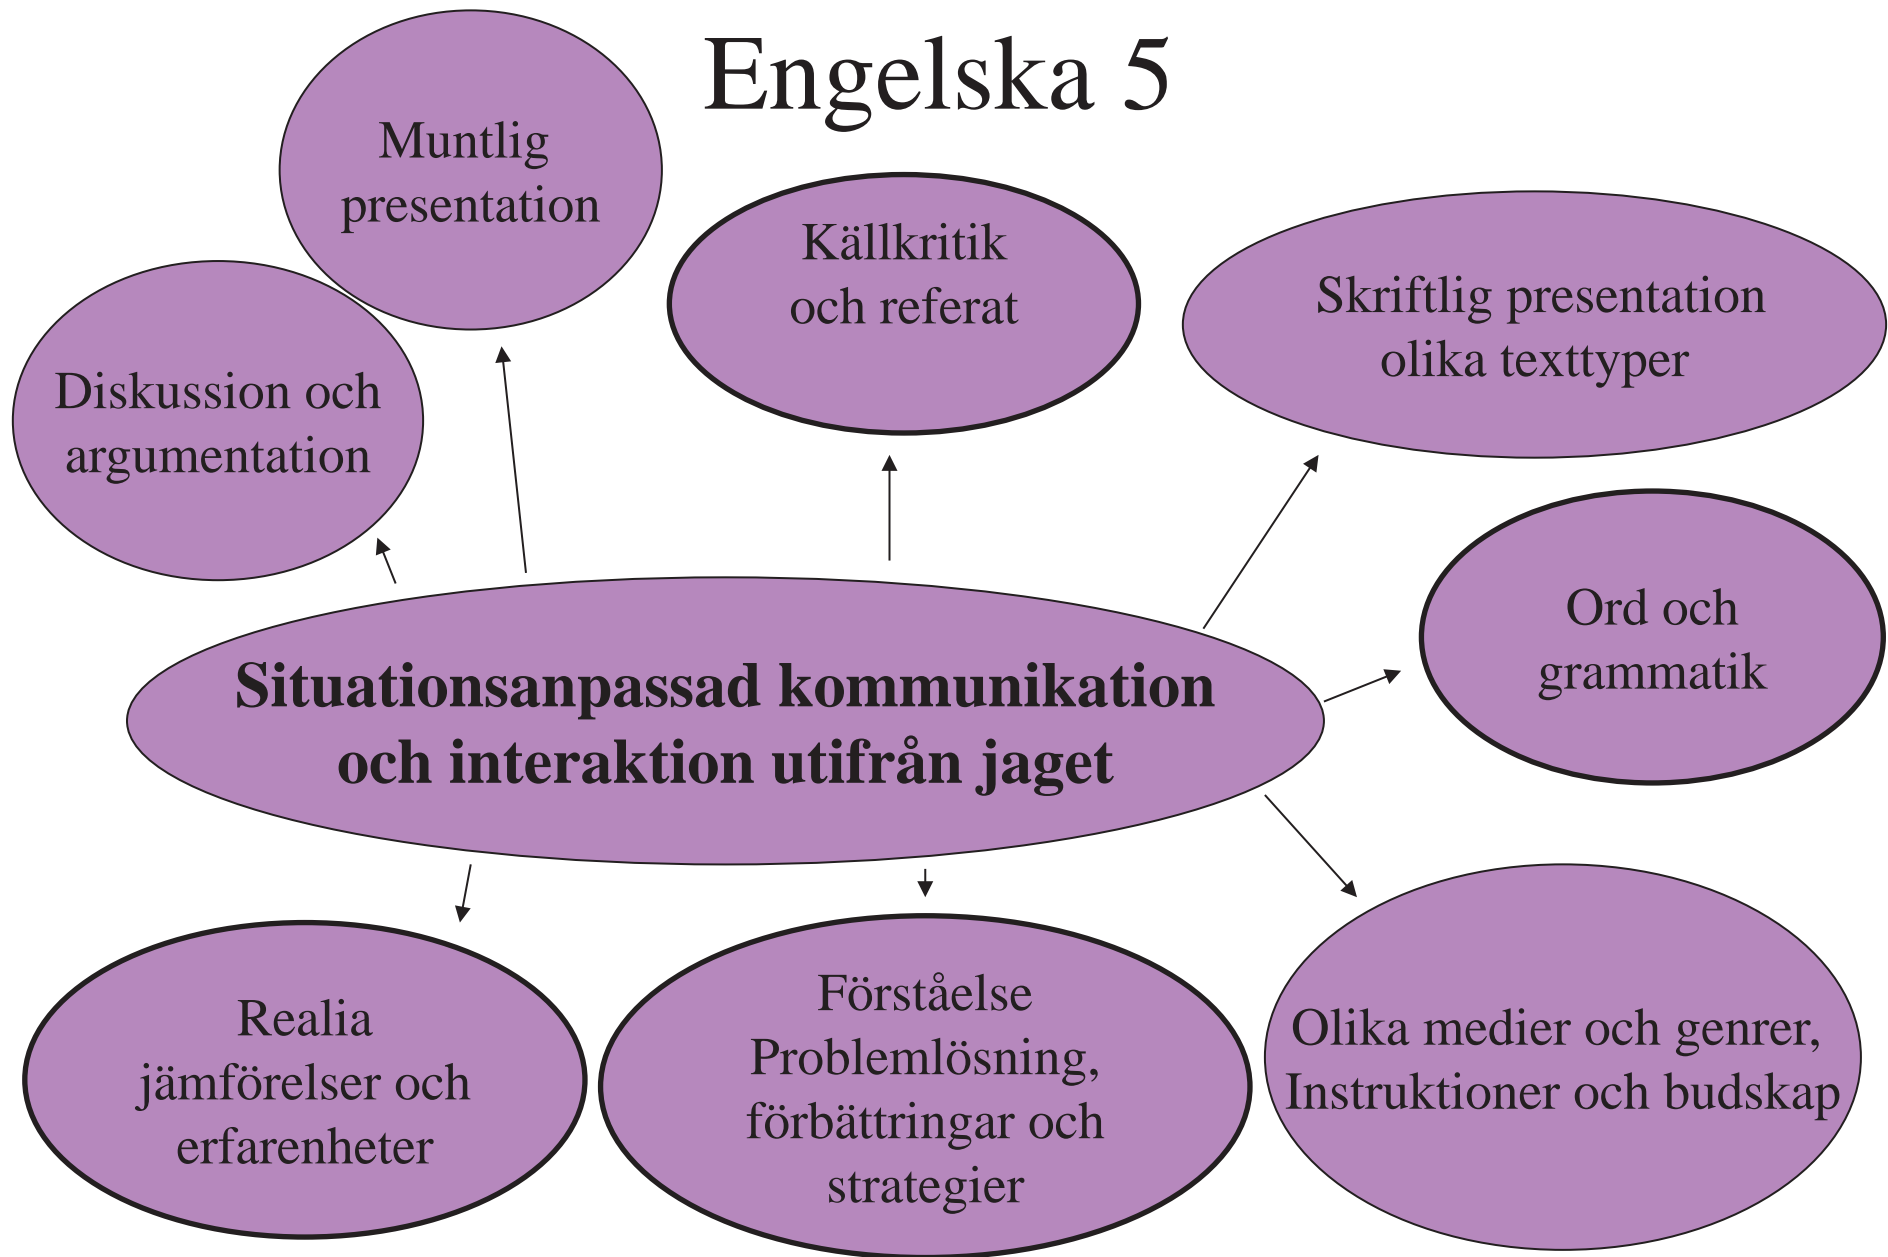 Engelska 5
Muntlig
presentation
Källkritik
och referat
Skriftlig presentation
olika texttyper
Diskussion och
argumentation
Ord och
grammatik
Situationsanpassad kommunikation
och interaktion utifrån jaget
Realia
jämförelser och
erfarenheter
Förståelse
Problemlösning,
förbättringar och
strategier
Olika medier och genrer,
Instruktioner och budskap